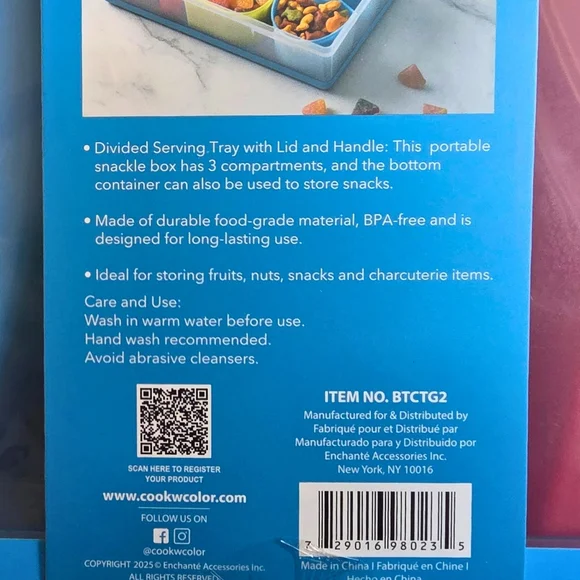 • Divided Serving Tray with Lid and Handle: This portable
snackle box has 3 compartments, and the bottom
container can also be used to store snacks.
• Made of durable food-grade material, BPA-free and is
designed for long-lasting use.
• Ideal for storing fruits, nuts, snacks and charcuterie items.
Care and Use:
Wash in warm water before use.
Hand wash recommended.
Avoid abrasive cleansers.
SCAN HERE TO REGISTER
YOUR PRODUCT
www.cookwcolor.com
FOLLOW US ON
@cookwcolor
COPYRIGHT 2025 © Enchanté Accessories Inc.
ITEM NO. BTCTG2
Manufactured for & Distributed by
Fabriqué pour et Distribué par
Manufacturado para y Distribuido por
Enchanté Accessories Inc.
New York, NY 10016
7 29016 98023 5
Made in China I Fabriqué en Chine I
Hecho en China